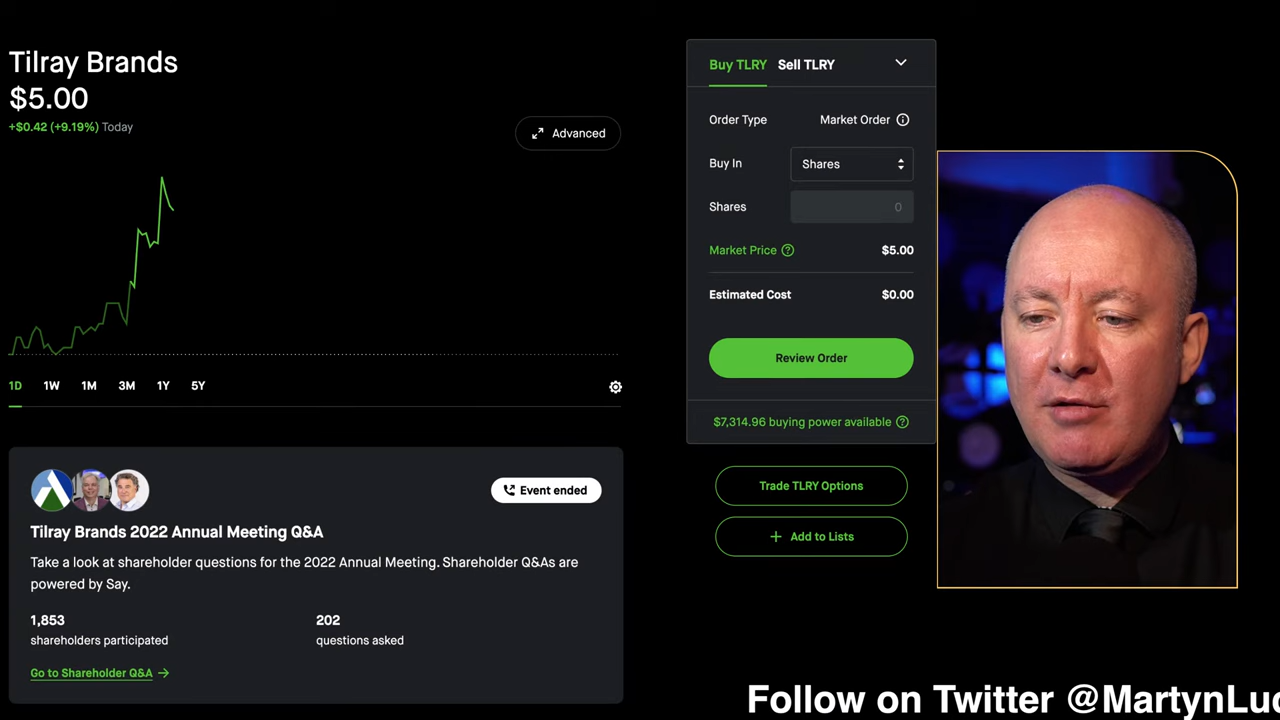 Tilray Brands
$5.00
+$0.42 (+9.19%) Today
Advanced
1D 1W 1M 3M 1Y 5Y
Tilray Brands 2022 Annual Meeting Q&A
Event ended
Take a look at shareholder questions for the 2022 Annual Meeting. Shareholder Q&As are
powered by Say.
1,853 202
shareholders participated questions asked
Go to Shareholder Q&A
Buy TLRY Sell TLRY
Order Type Market Order
Buy In Shares
Shares 0
Market Price $5.00
Estimated Cost $0.00
Review Order
$7,314.96 buying power available
Trade TLRY Options
+ Add to Lists
Follow on Twitter @MartynLuc